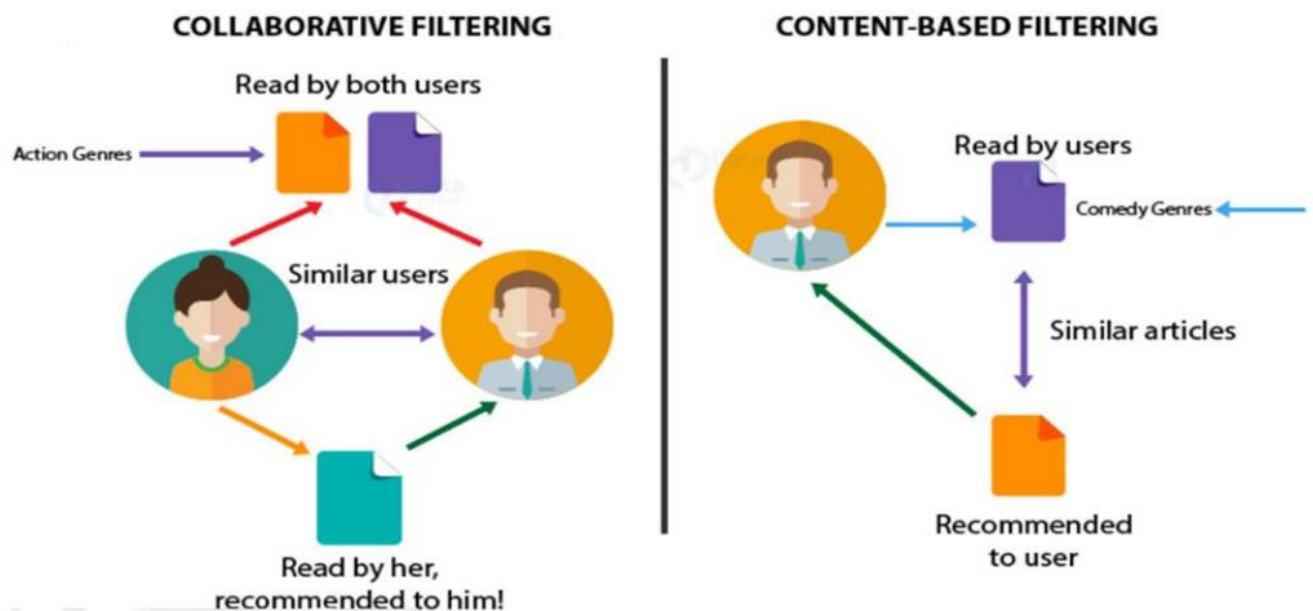 COLLABORATIVE FILTERING
Read by both users
Action Genres
Similar users
Read by her,
recommended to him!
CONTENT-BASED FILTERING
Read by users
Comedy Genres
Similar articles
Recommended
to user